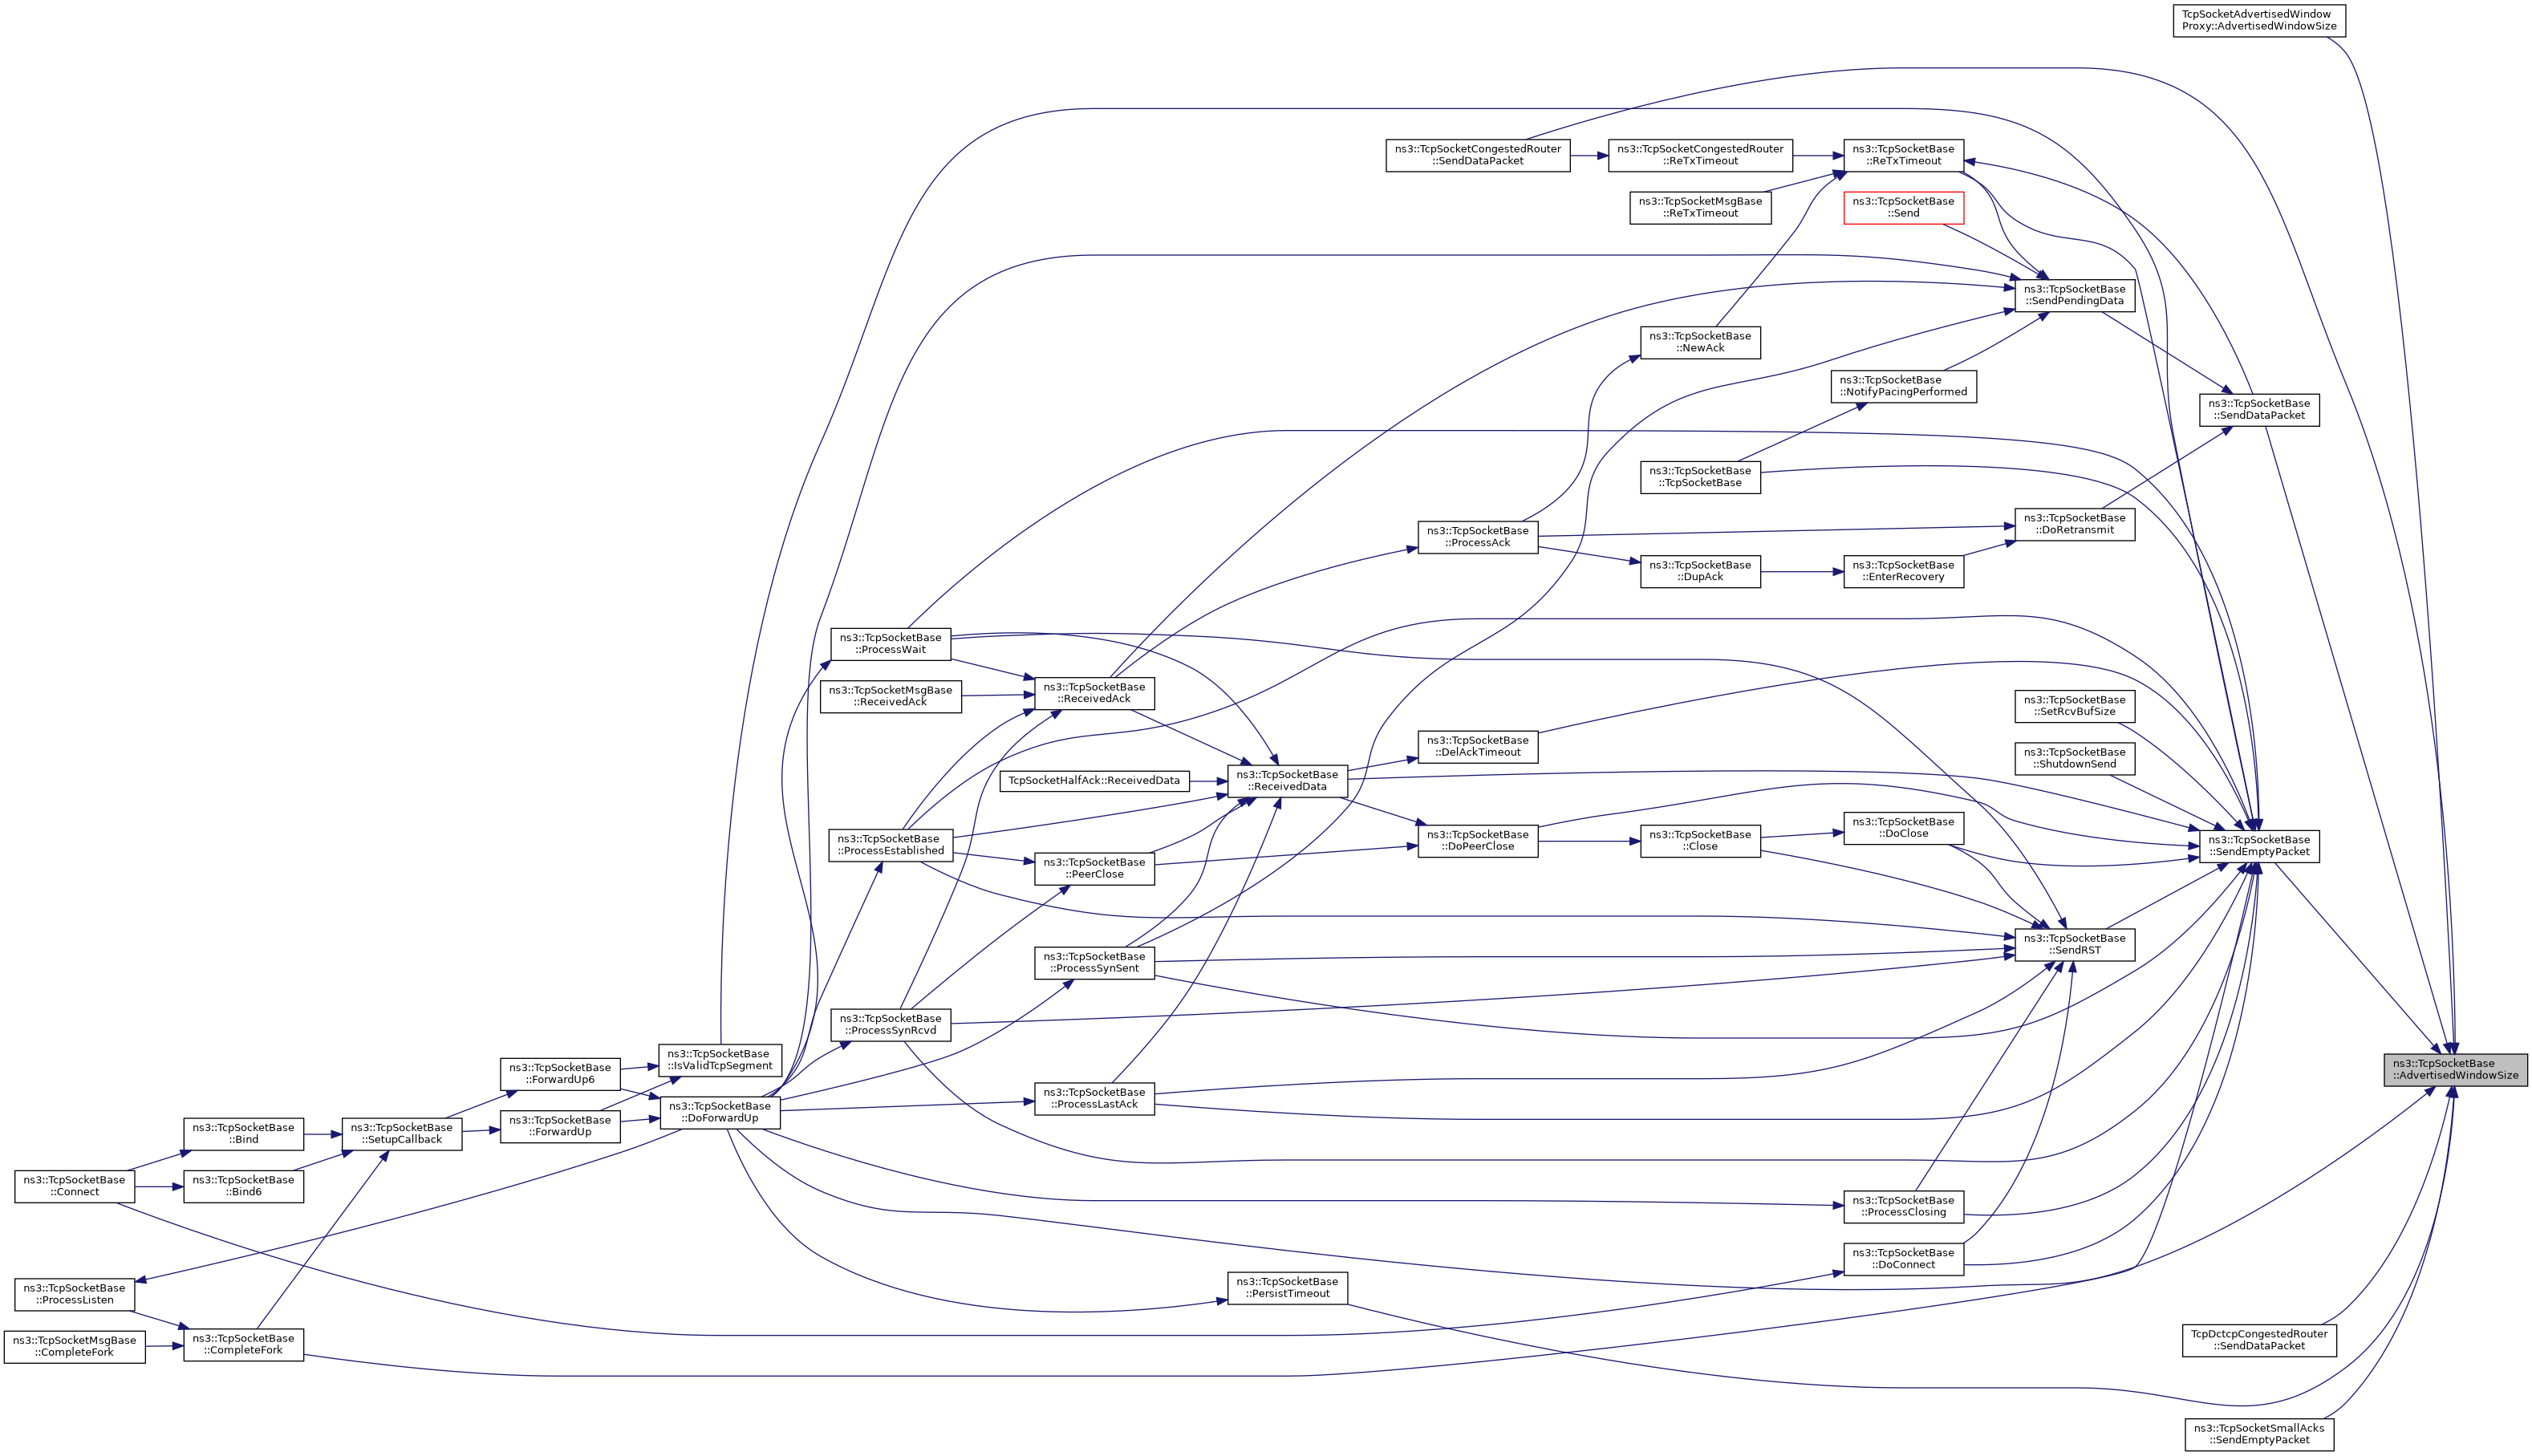 TcpSocketAdvertisedWindow
Proxy::AdvertisedWindowSize
ns3::TcpSocketCongestedRouter
::SendDataPacket
ns3::TcpSocketCongestedRouter
::ReTxTimeout
ns3::TcpSocketBase
::ReTxTimeout
ns3::TcpSocketMsgBase
::ReTxTimeout
ns3::TcpSocketBase
::Send
ns3::TcpSocketBase
::SendPendingData
ns3::TcpSocketBase
::NewAck
ns3::TcpSocketBase
::NotifyPacingPerformed
ns3::TcpSocketBase
::SendDataPacket
ns3::TcpSocketBase
::TcpSocketBase
ns3::TcpSocketBase
::ProcessAck
ns3::TcpSocketBase
::DoRetransmit
ns3::TcpSocketBase
::DupAck
ns3::TcpSocketBase
::EnterRecovery
ns3::TcpSocketBase
::ProcessWait
ns3::TcpSocketMsgBase
::ReceivedAck
ns3::TcpSocketBase
::ReceivedAck
ns3::TcpSocketBase
::SetRcvBufSize
ns3::TcpSocketBase
::DelAckTimeout
ns3::TcpSocketBase
::ShutdownSend
TcpSocketHalfAck::ReceivedData
ns3::TcpSocketBase
::ReceivedData
ns3::TcpSocketBase
::ProcessEstablished
ns3::TcpSocketBase
::PeerClose
ns3::TcpSocketBase
::DoPeerClose
ns3::TcpSocketBase
::Close
ns3::TcpSocketBase
::DoClose
ns3::TcpSocketBase
::SendEmptyPacket
ns3::TcpSocketBase
::ProcessSynSent
ns3::TcpSocketBase
::SendRST
ns3::TcpSocketBase
::ProcessSynRcvd
ns3::TcpSocketBase
::IsValidTcpSegment
ns3::TcpSocketBase
::ForwardUp6
ns3::TcpSocketBase
::AdvertisedWindowSize
ns3::TcpSocketBase
::ProcessLastAck
ns3::TcpSocketBase
::DoForwardUp
ns3::TcpSocketBase
::ForwardUp
ns3::TcpSocketBase
::SetupCallback
ns3::TcpSocketBase
::Bind
ns3::TcpSocketBase
::Connect
ns3::TcpSocketBase
::Bind6
ns3::TcpSocketBase
::ProcessClosing
ns3::TcpSocketBase
::DoConnect
ns3::TcpSocketBase
::PersistTimeout
ns3::TcpSocketBase
::ProcessListen
ns3::TcpSocketMsgBase
::CompleteFork
ns3::TcpSocketBase
::CompleteFork
TcpDctcpCongestedRouter
::SendDataPacket
ns3::TcpSocketSmallAcks
::SendEmptyPacket